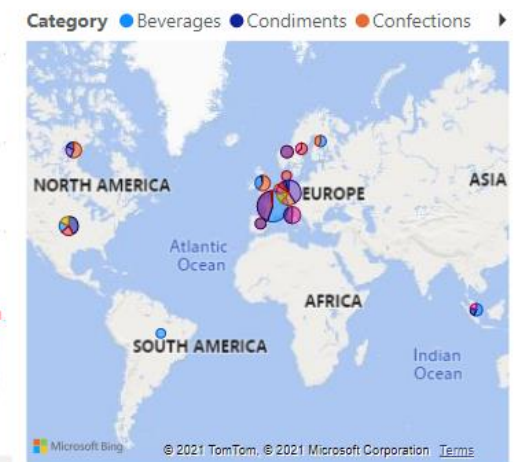 Category Beverages Condiments Confections
NORTH AMERICA
EUROPE
ASIA
Atlantic
Ocean
AFRICA
SOUTH AMERICA
Indian
Ocean
Microsoft Bing
© 2021 TomTom, © 2021 Microsoft Corporation Terms